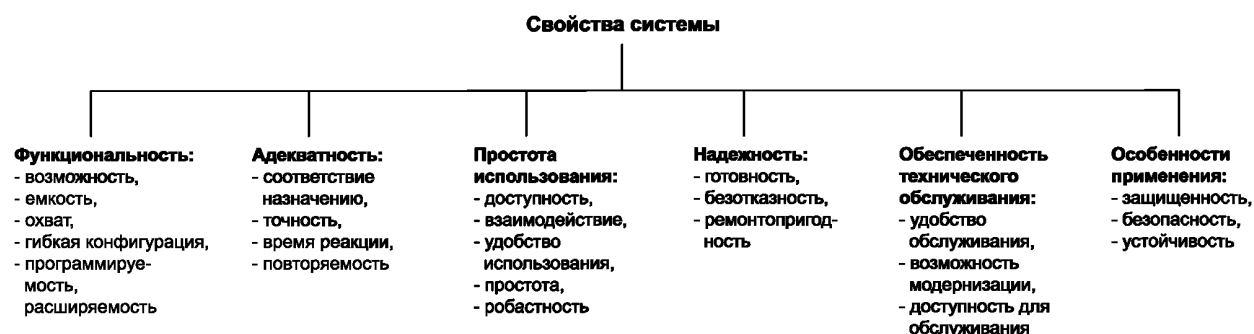 Свойства системы
Функциональность:
- возможность,
- емкость,
- охват,
- гибкая конфигурация,
- программируе-
мость,
расширяемость
Адекватность:
- соответствие
назначению,
- точность,
- время реакции,
- повторяемость
Простота
использования:
- доступность,
- взаимодействие,
- удобство
использования,
- простота,
- робастность
Надежность:
- готовность,
- безотказность,
- ремонтопригод-
ность
Обеспеченность
технического
обслуживания:
- удобство
обслуживания,
- возможность
модернизации,
- доступность для
обслуживания
Особенности
применения:
- защищенность,
- безопасность,
- устойчивость